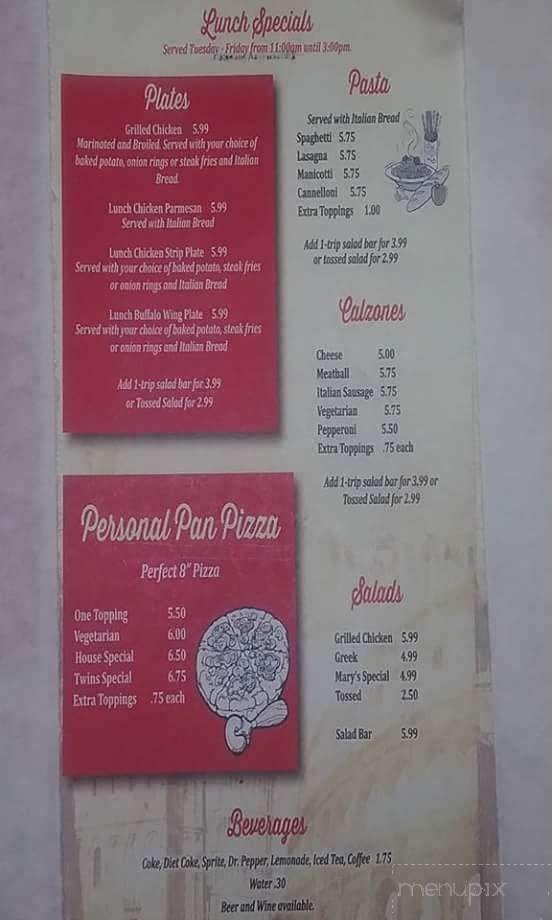 Lunch Specials
Served Tuesday - Friday from 11:00am until 3:00pm.
Plates
Grilled Chicken 5.99
Marinated and Broiled. Served with your choice of
baked potato, onion rings or steak fries and Italian
Bread.
Lunch Chicken Parmesan 5.99
Served with Italian Bread
Lunch Chicken Strip Plate 5.99
Served with your choice of baked potato, steak fries
or onion rings and Italian Bread
Lunch Buffalo Wing Plate 5.99
Served with your choice of baked potato, steak fries
or onion rings and Italian Bread
Add 1-trip salad bar for 3.99
or Tossed Salad for 2.99
Personal Pan Pizza
Perfect 8" Pizza
One Topping 5.50
Vegetarian 6.00
House Special 6.50
Twins Special 6.75
Extra Toppings .75 each
Pasta
Served with Italian Bread
Spaghetti 5.75
Lasagna 5.75
Manicotti 5.75
Cannelloni 5.75
Extra Toppings 1.00
Add 1-trip salad bar for 3.99
or tossed salad for 2.99
Calzones
Cheese 5.00
Meatball 5.75
Italian Sausage 5.75
Vegetarian 5.75
Pepperoni 5.50
Extra Toppings .75 each
Add 1-trip salad bar for 3.99 or
Tossed Salad for 2.99
Salads
Grilled Chicken 5.99
Greek 4.99
Mary's Special 4.99
Tossed 2.50
Salad Bar 5.99
Beverages
Coke, Diet Coke, Sprite, Dr. Pepper, Lemonade, Iced Tea, Coffee 1.75
Water .30
Beer and Wine available.
menupix